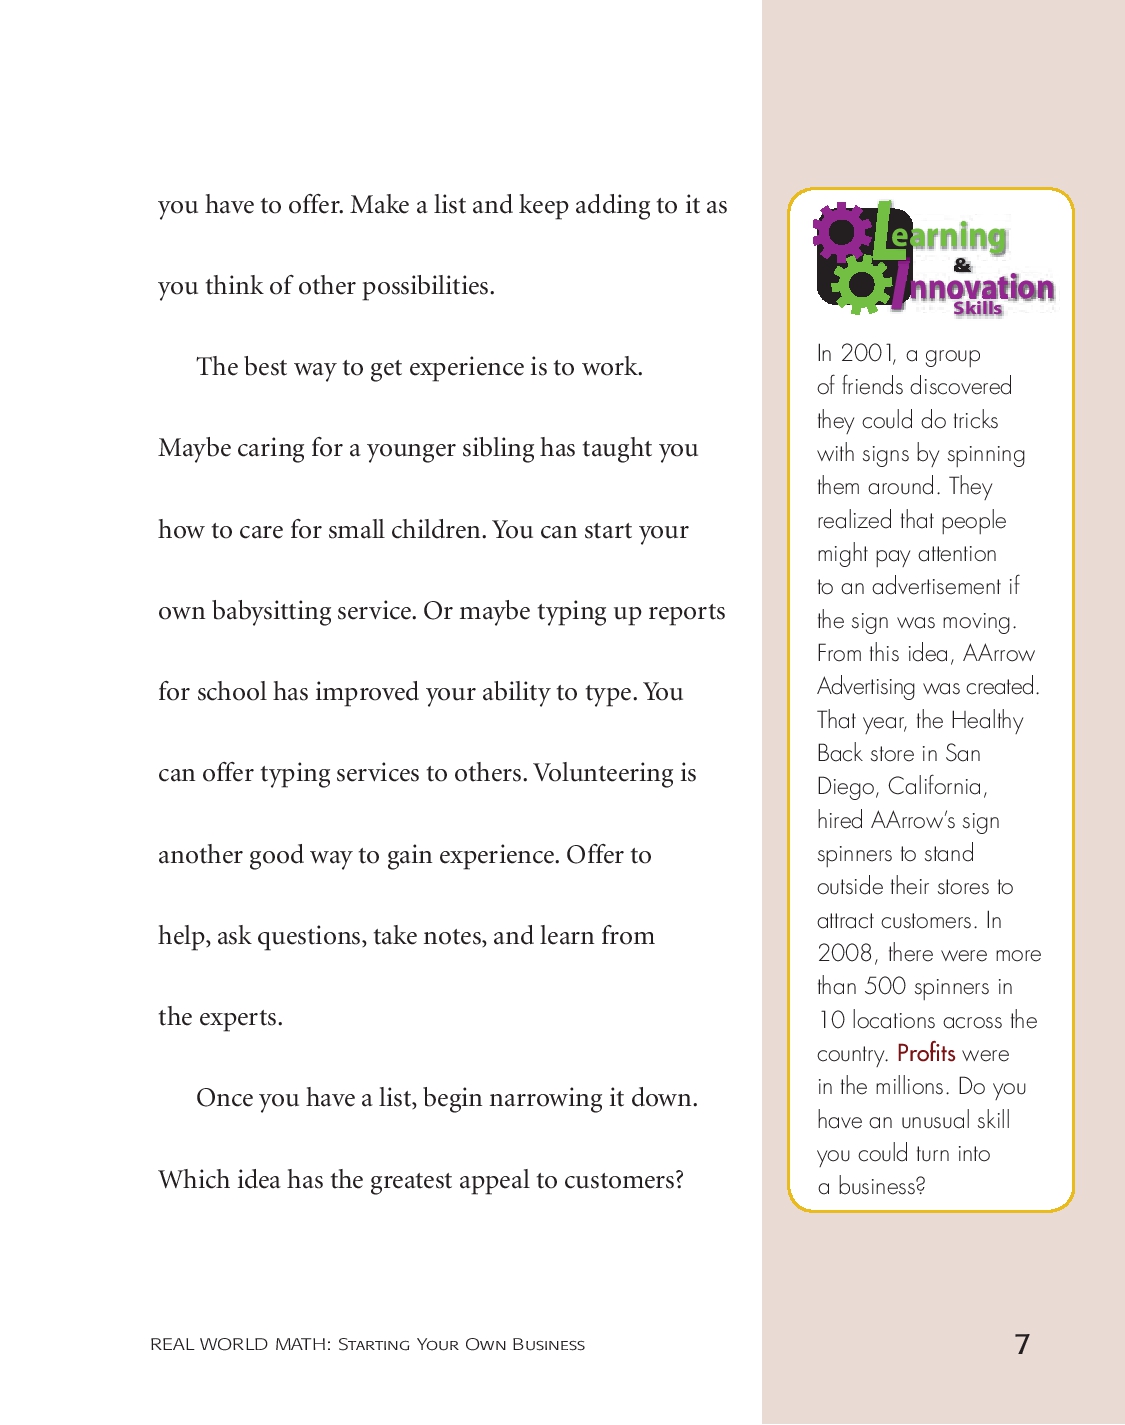 you have to offer. Make a list and keep adding to it as
you think of other possibilities.
The best way to get experience is to work.
Maybe caring for a younger sibling has taught you
how to care for small children. You can start your
own babysitting service. Or maybe typing up reports
for school has improved your ability to type. You
can offer typing services to others. Volunteering is
another good way to gain experience. Offer to
help, ask questions, take notes, and learn from
the experts.
Once you have a list, begin narrowing it down.
Which idea has the greatest appeal to customers?
Learning
&
Innovation
Skills
In 2001, a group
of friends discovered
they could do tricks
with signs by spinning
them around. They
realized that people
might pay attention
to an advertisement if
the sign was moving.
From this idea, AArrow
Advertising was created.
That year, the Healthy
Back store in San
Diego, California,
hired AArrow’s sign
spinners to stand
outside their stores to
attract customers. In
2008, there were more
than 500 spinners in
10 locations across the
country. Profits were
in the millions. Do you
have an unusual skill
you could turn into
a business?
REAL WORLD MATH: Starting Your Own Business
7